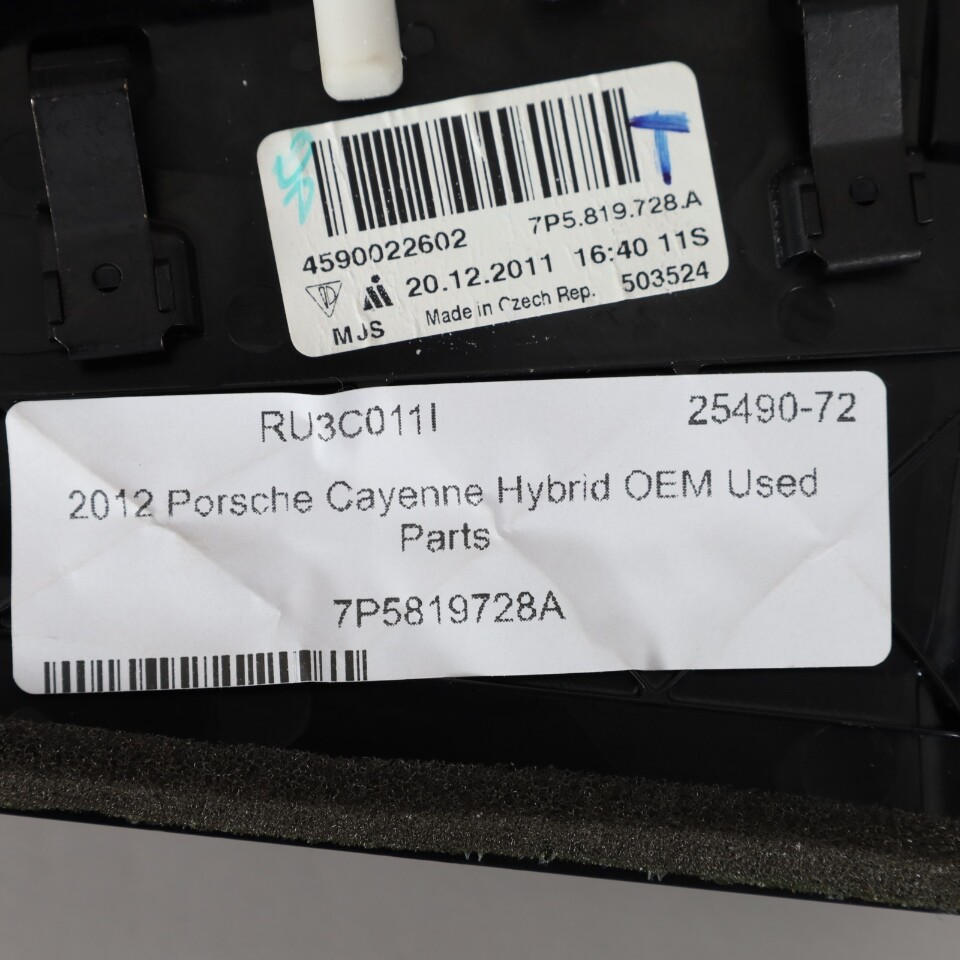 T
4590022602 7P5.819.728.A
20.12.2011 16:40 11S
MJS Made in Czech Rep. 503524
RU3C011I 25490-72
2012 Porsche Cayenne Hybrid OEM Used
Parts
7P5819728A